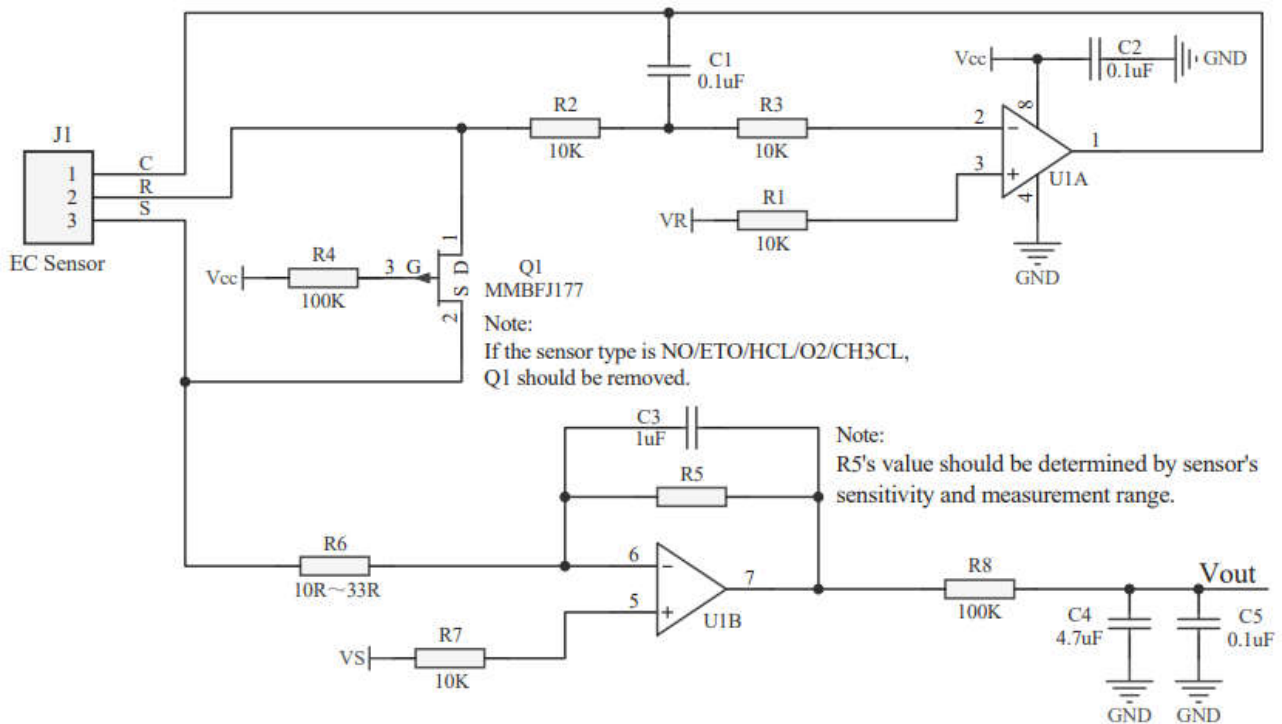 C1
0.1uF
Vcc
C2
0.1uF
GND
8
R2
10K
R3
10K
2
1
3
U1A
4
GND
VR
R1
10K
J1
1
C
2
R
3
S
EC Sensor
Vcc
R4
100K
3
G
1
D
S
2
Q1
MMBFJ177
Note:
If the sensor type is NO/ETO/HCL/O2/CH3CL,
Q1 should be removed.
C3
1uF
R5
Note:
R5's value should be determined by sensor's
sensitivity and measurement range.
R6
10R～33R
6
5
7
U1B
VS
R7
10K
R8
100K
Vout
C4
4.7uF
C5
0.1uF
GND
GND